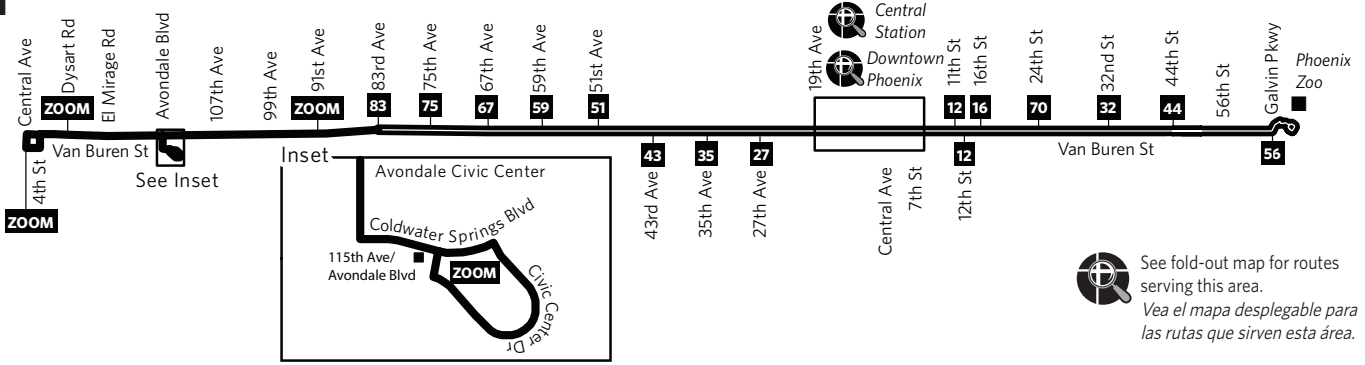 Central Ave
Dysart Rd
El Mirage Rd
Avondale Blvd
107th Ave
99th Ave
91st Ave
83rd Ave
75th Ave
67th Ave
59th Ave
51st Ave
19th Ave
Central
Station
Downtown
Phoenix
11th St
16th St
24th St
32nd St
44th St
56th St
Galvin Pkwy
Phoenix
Zoo
ZOOM
ZOOM
83
75
67
59
51
12
16
70
32
44
4th St
Van Buren St
See Inset
ZOOM
43
35
27
12
56
Van Buren St
43rd Ave
35th Ave
27th Ave
Central Ave
7th St
12th St
Inset
Avondale Civic Center
Coldwater Springs Blvd
115th Ave/
Avondale Blvd
ZOOM
Civic Center Dr
See fold-out map for routes
serving this area.
Vea el mapa desplegable para
las rutas que sirven esta área.